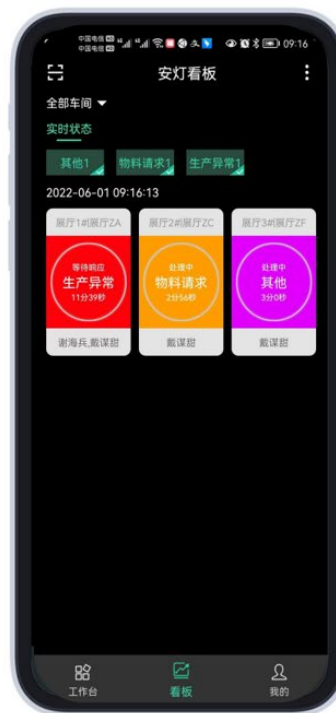 中国电信 HD 4G 4G 09:16
中国电信 HD
安灯看板
全部车间
实时状态
其他1 物料请求1 生产异常1
2022-06-01 09:16:13
展厅1#\展厅ZA 展厅2#\展厅ZC 展厅3#\展厅ZF
等待响应 处理中 处理中
生产异常 物料请求 其他
11分39秒 2分56秒 3分0秒
谢海兵,戴谋甜 戴谋甜 戴谋甜
工作台 看板 我的